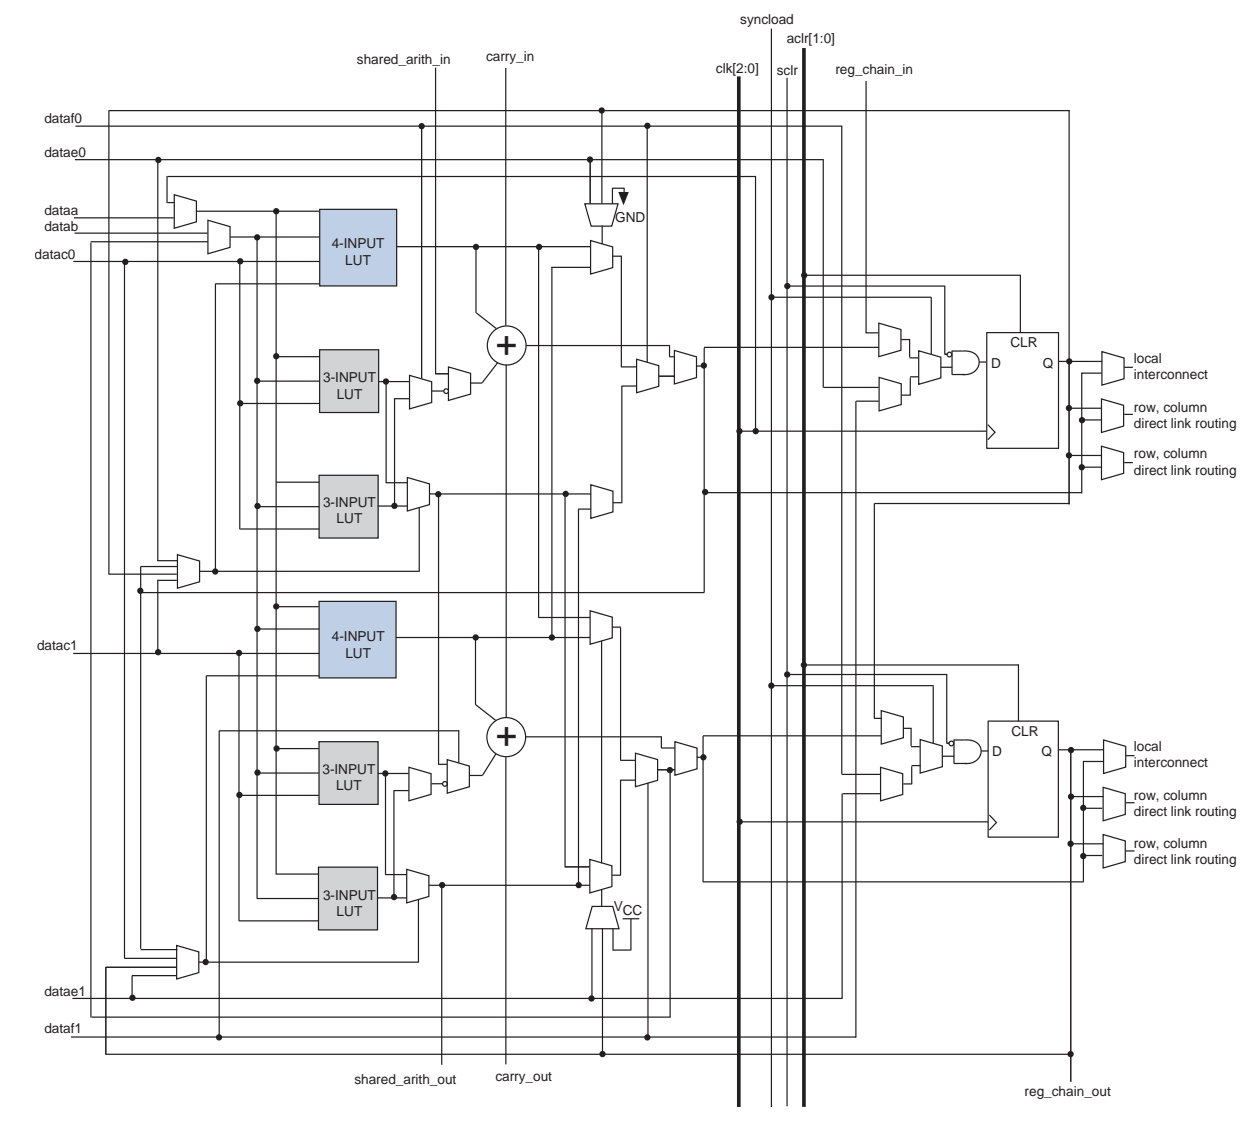 syncload
aclr[1:0]
shared_arith_in
carry_in
clk[2:0]
sclr
reg_chain_in
dataf0
datae0
dataa
datab
datac0
GND
4-INPUT
LUT
3-INPUT
LUT
3-INPUT
LUT
CLR
D
Q
local
interconnect
row, column
direct link routing
row, column
direct link routing
datac1
4-INPUT
LUT
3-INPUT
LUT
3-INPUT
LUT
CLR
D
Q
local
interconnect
row, column
direct link routing
row, column
direct link routing
VCC
datae1
dataf1
shared_arith_out
carry_out
reg_chain_out